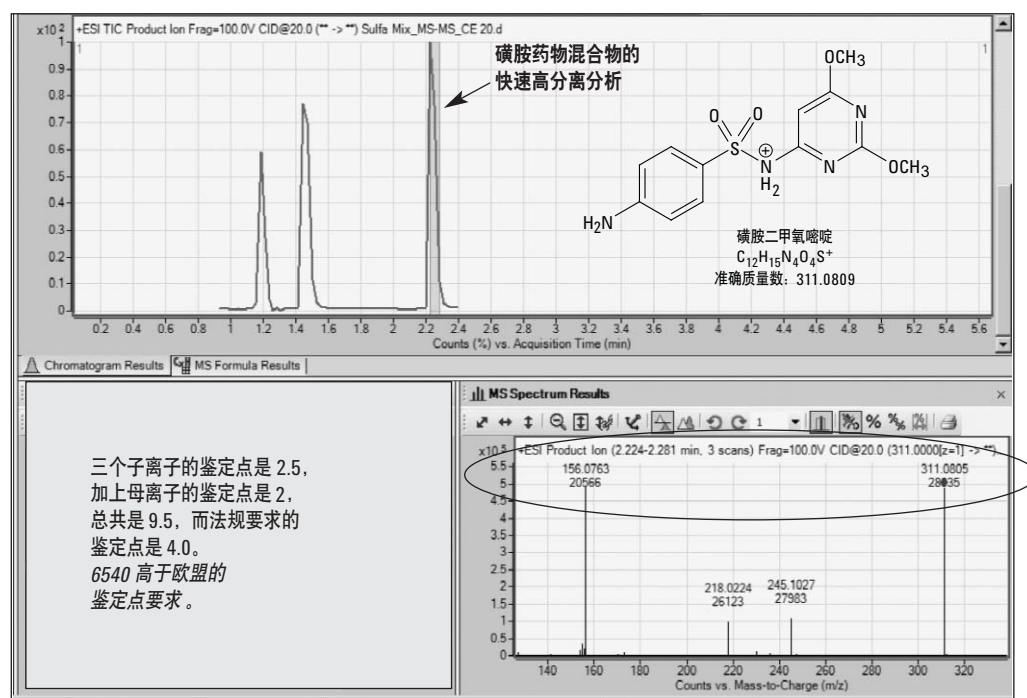 x10 2 +ESI TIC Product Ion Frag=100.0V CID@20.0 (** -> **) Sulfa Mix_MS-MS_CE 20.d
1
1
1-
0.9-
0.8-
0.7-
0.6-
0.5-
0.4-
0.3-
0.2-
0.1-
0-
磺胺药物混合物的
快速高分离分析
OCH3
O O N
S ⊕ N
N
H2
N OCH3
H2N
磺胺二甲氧嘧啶
C12H15N4O4S+
准确质量数：311.0809
0.2 0.4 0.6 0.8 1 1.2 1.4 1.6 1.8 2 2.2 2.4 2.6 2.8 3 3.2 3.4 3.6 3.8 4 4.2 4.4 4.6 4.8 5 5.2 5.4 5.6
Counts (%) vs. Acquisition Time (min)
Chromatogram Results MS Formula Results
三个子离子的鉴定点是 2.5，
加上母离子的鉴定点是 2，
总共是 9.5，而法规要求的
鉴定点是 4.0。
6540 高于欧盟的
鉴定点要求 。
MS Spectrum Results
1
x10 5 +ESI Product Ion (2.224-2.281 min, 3 scans) Frag=100.0V CID@20.0 (311.0000[z=1] -> **)
5.5
5-
4.5
4-
3.5-
3-
2.5-
2-
1.5-
1-
0.5-
0-
156.0763
20566
218.0224
26123
245.1027
27983
311.0805
140 160 180 200 220 240 260 280 300 320
Counts vs. Mass-to-Charge (m/z)